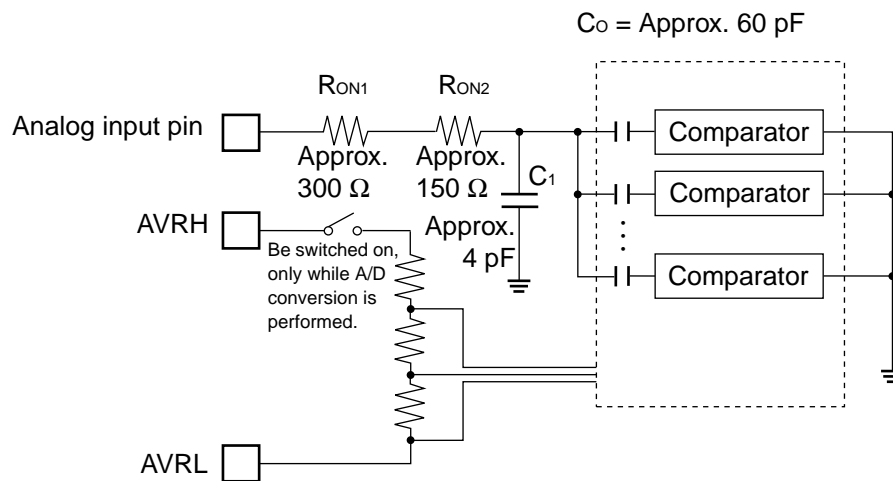 Co = Approx. 60 pF
RON1
RON2
Analog input pin
Comparator
Approx.
300 Ω
Approx.
150 Ω
C1
Comparator
AVRH
Approx.
4 pF
Be switched on,
only while A/D
conversion is
performed.
Comparator
AVRL